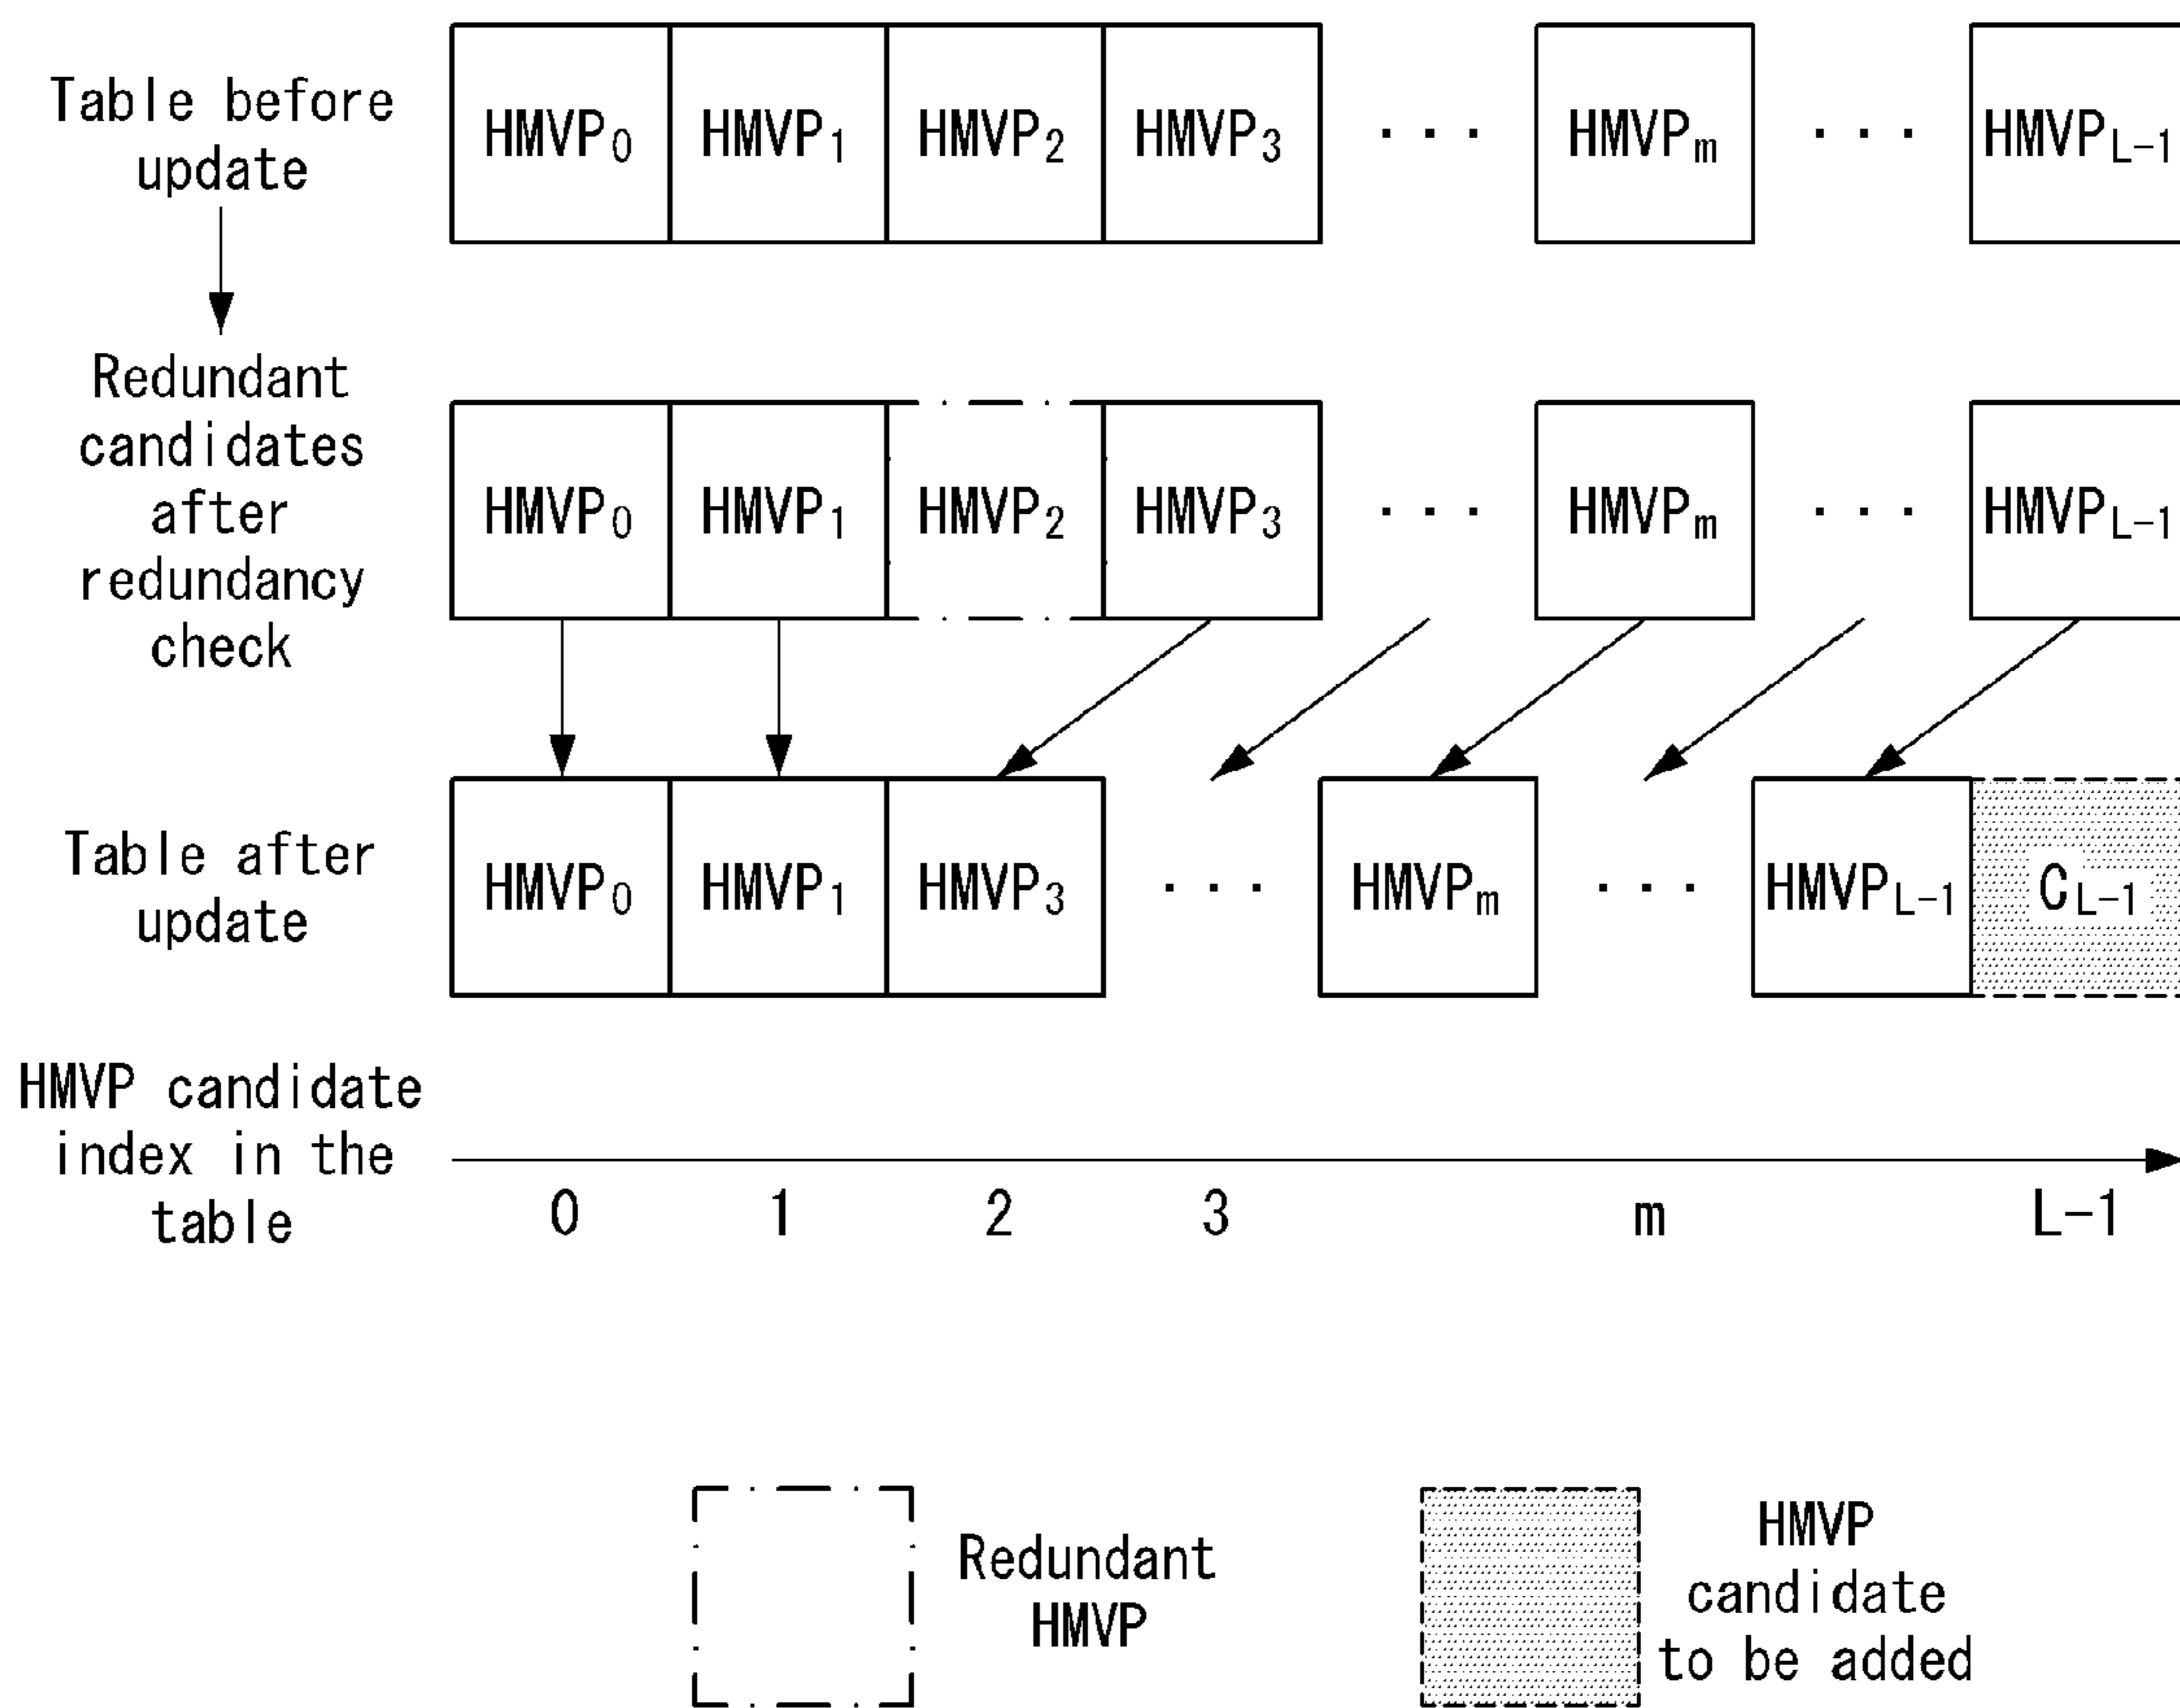 Table before
update
HMVP0 HMVP1 HMVP2 HMVP3 ... HMVPm ... HMVPL-1
Redundant
candidates
after
redundancy
check
HMVP0 HMVP1 HMVP2 HMVP3 ... HMVPm ... HMVPL-1
Table after
update
HMVP0 HMVP1 HMVP3 ... HMVPm ... HMVPL-1 CL-1
HMVP candidate
index in the
table
0 1 2 3 m L-1
Redundant
HMVP
HMVP
candidate
to be added